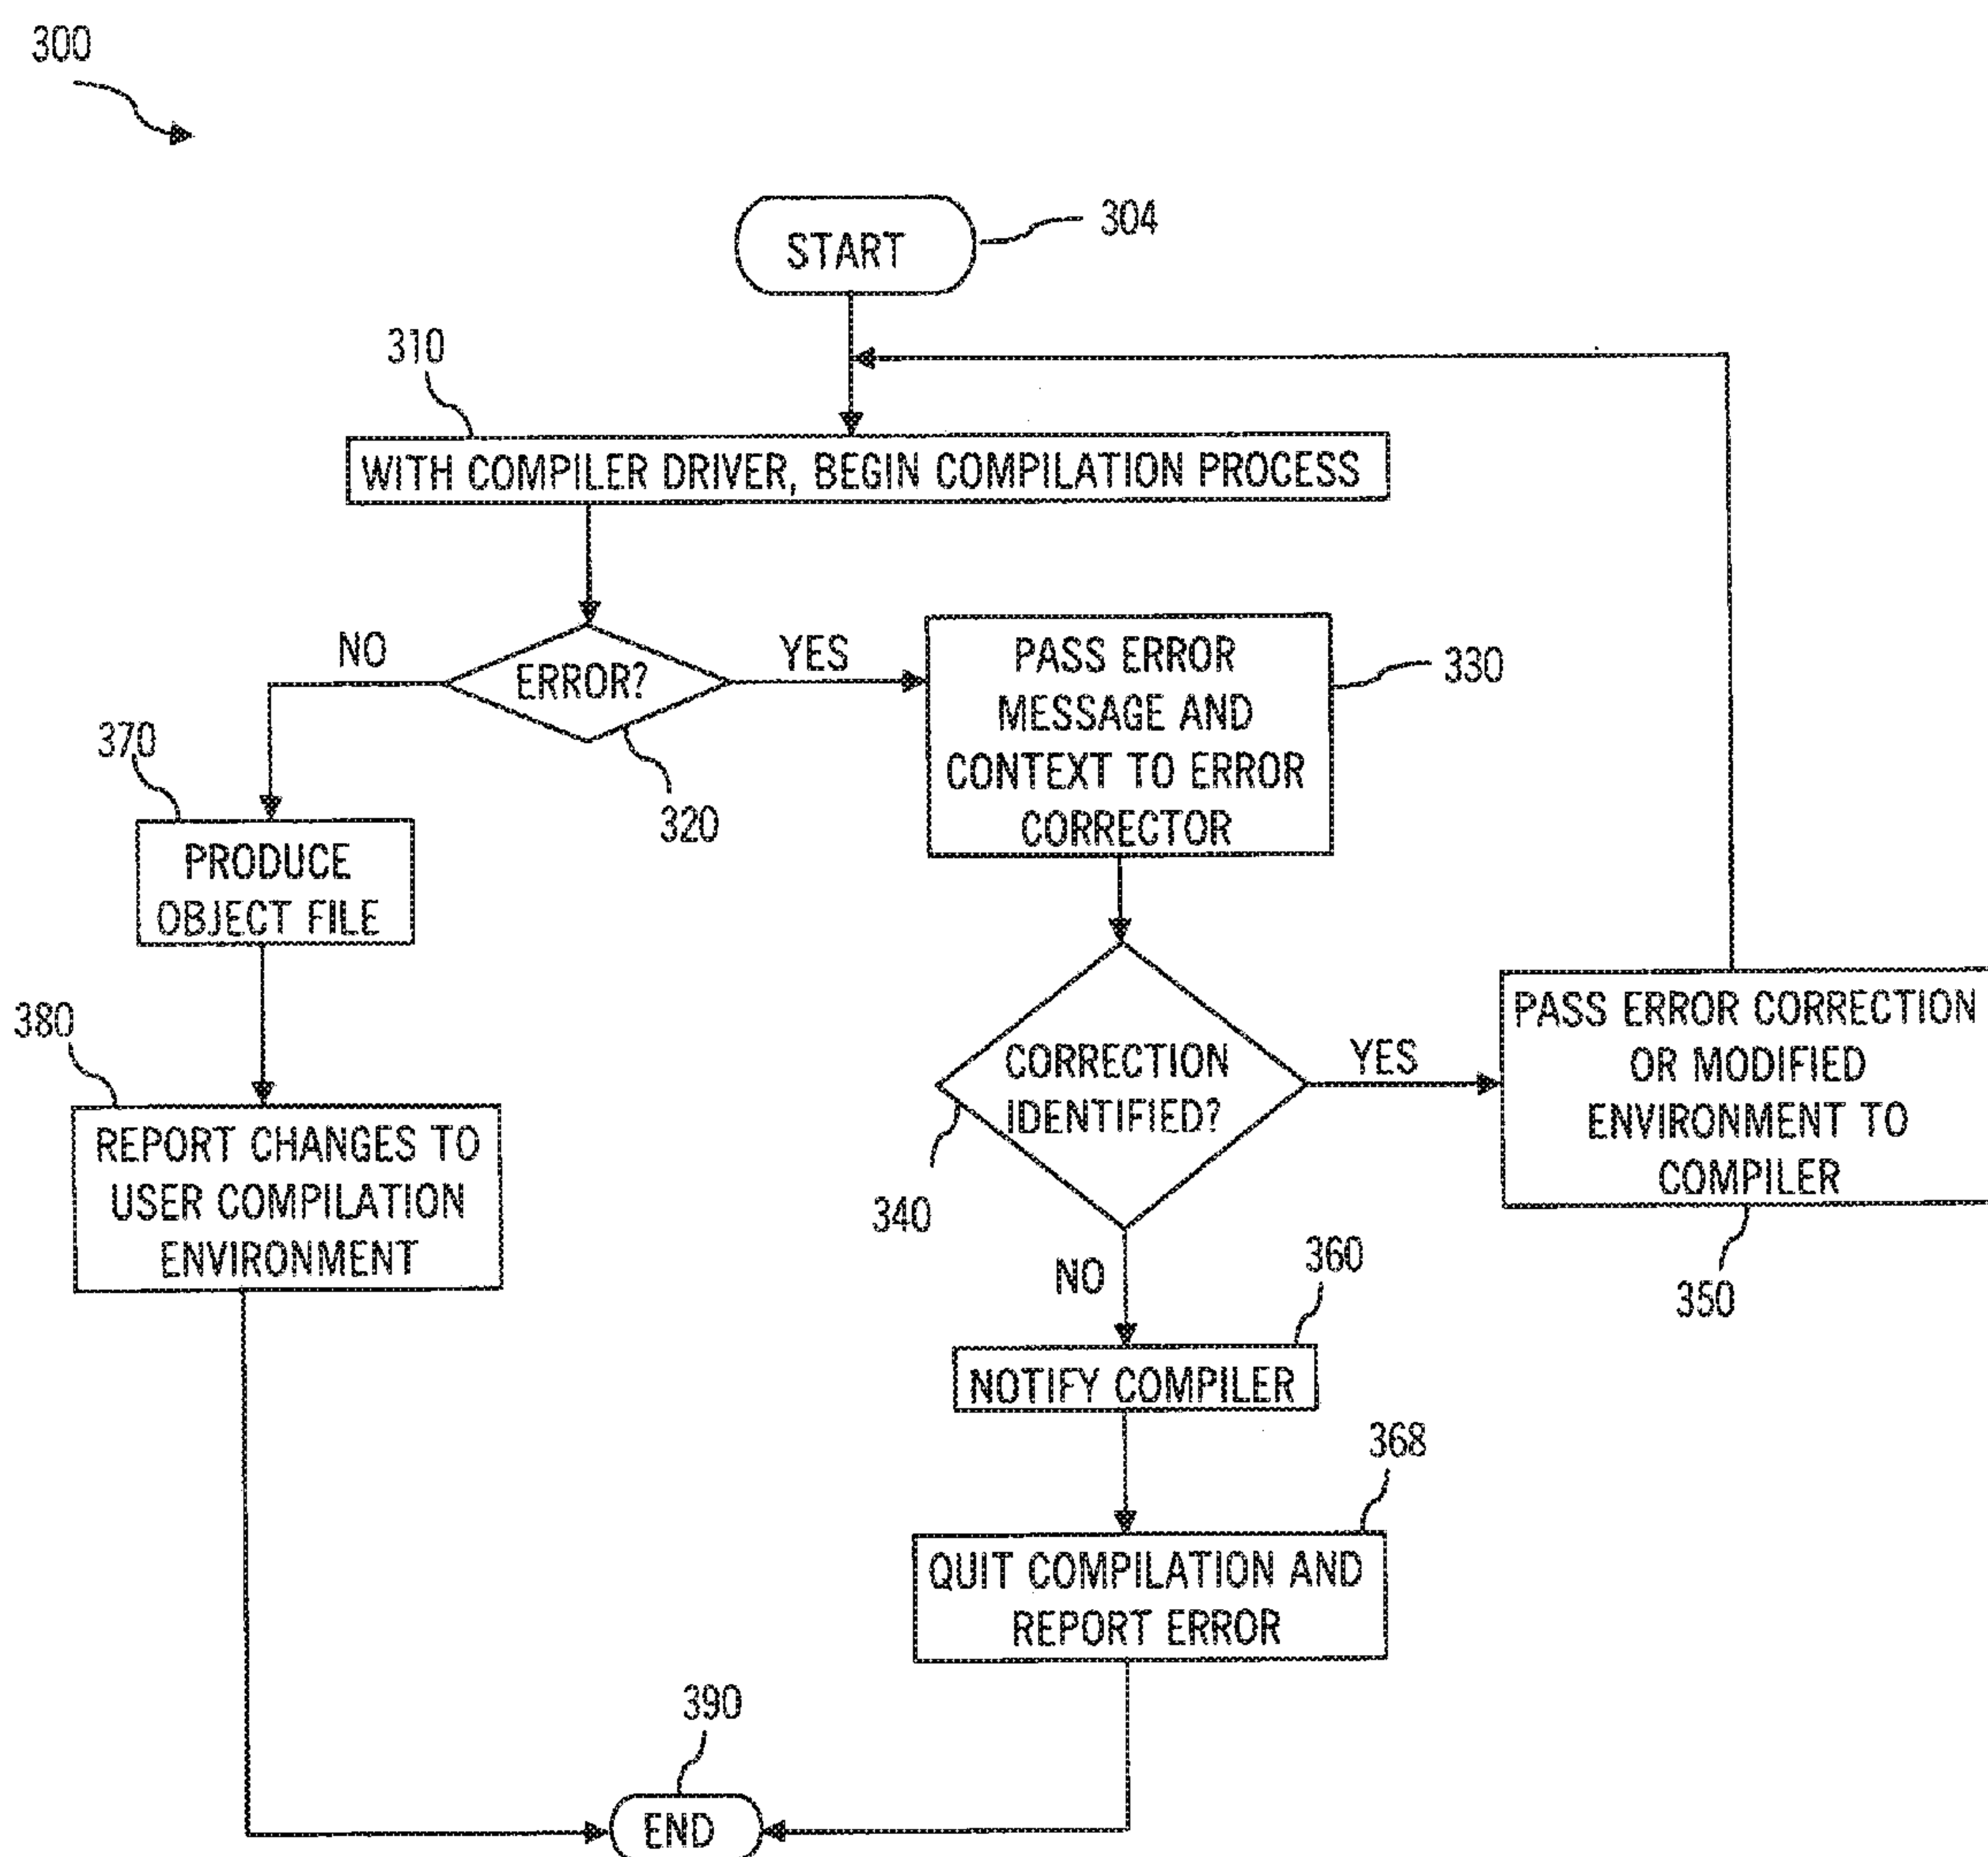 300
START
304
310
WITH COMPILER DRIVER, BEGIN COMPILATION PROCESS
NO
ERROR?
YES
320
PASS ERROR
MESSAGE AND
CONTEXT TO ERROR
CORRECTOR
330
370
PRODUCE
OBJECT FILE
380
REPORT CHANGES TO
USER COMPILATION
ENVIRONMENT
CORRECTION
IDENTIFIED?
340
YES
PASS ERROR CORRECTION
OR MODIFIED
ENVIRONMENT TO
COMPILER
350
NO
360
NOTIFY COMPILER
368
QUIT COMPILATION AND
REPORT ERROR
390
END